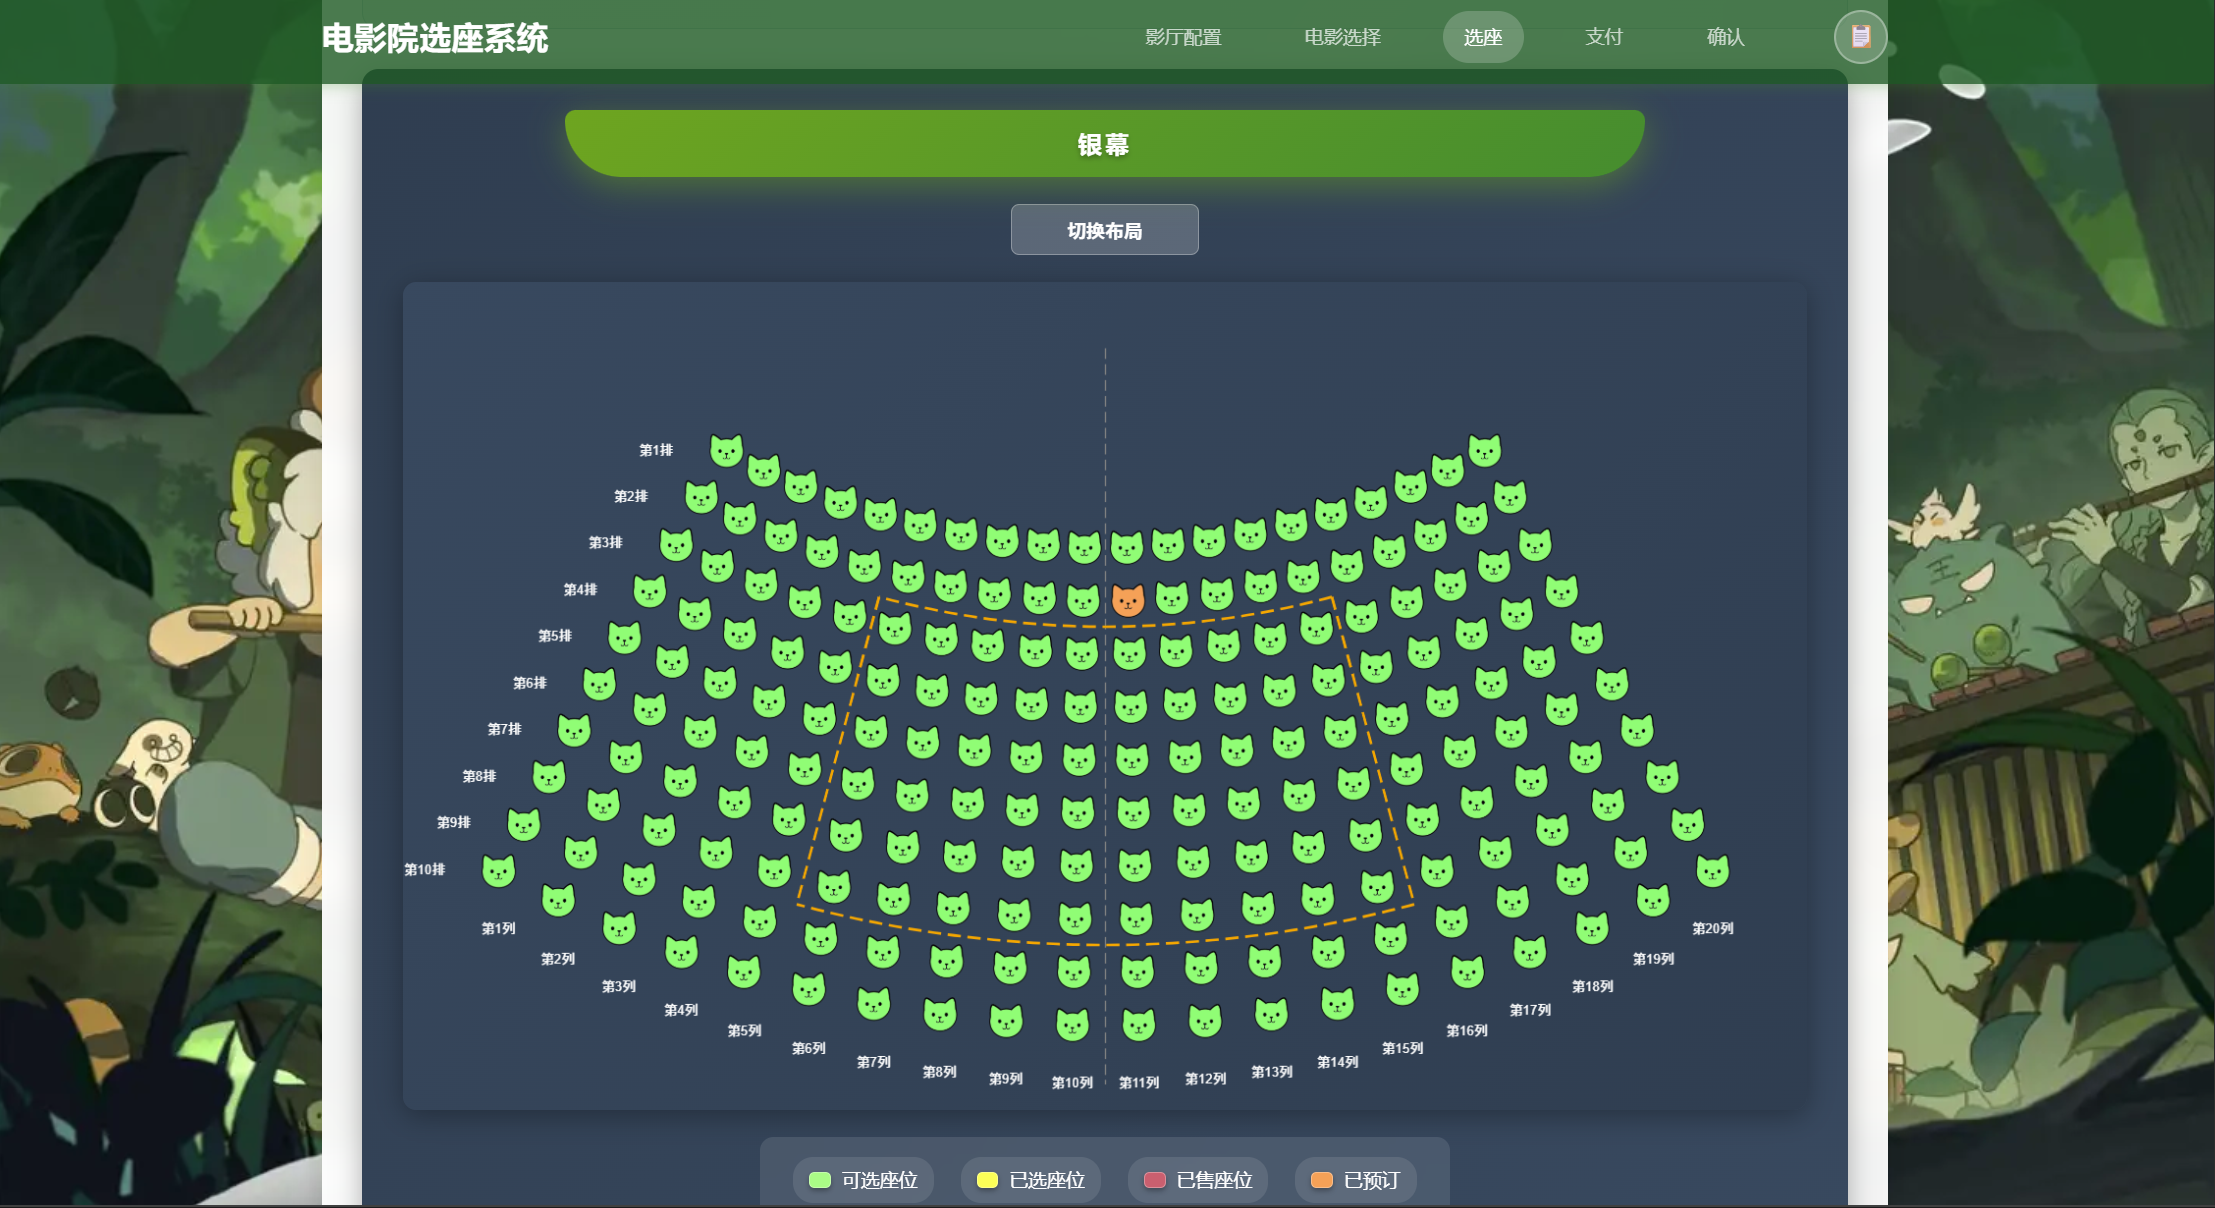 电影院选座系统
影厅配置
电影选择
选座
支付
确认
银幕
切换布局
第1排
第2排
第3排
第4排
第5排
第6排
第7排
第8排
第9排
第10排
第1列
第2列
第3列
第4列
第5列
第6列
第7列
第8列
第9列
第10列
第11列
第12列
第13列
第14列
第15列
第16列
第17列
第18列
第19列
第20列
可选座位
已选座位
已售座位
已预订